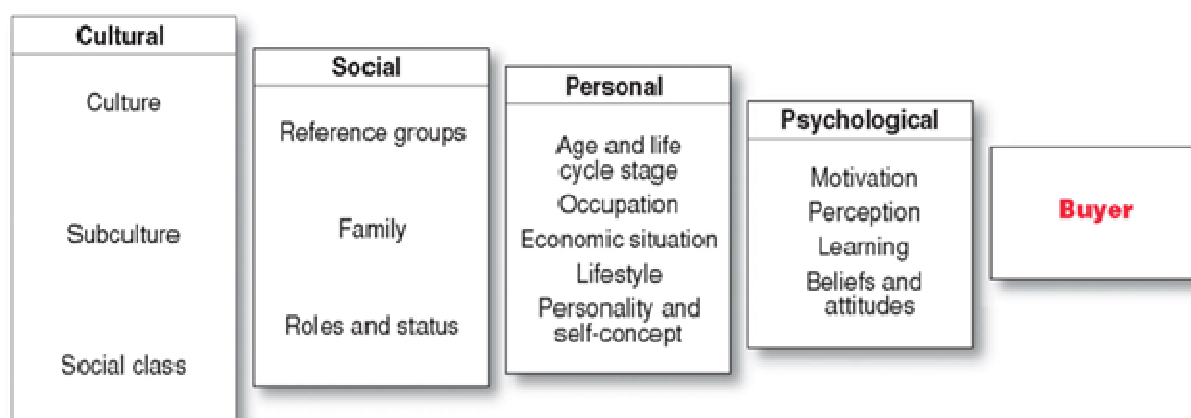 Cultural
Culture
Subculture
Social class
Social
Reference groups
Family
Roles and status
Personal
Age and life
cycle stage
Occupation
Economic situation
Lifestyle
Personality and
self-concept
Psychological
Motivation
Perception
Learning
Beliefs and
attitudes
Buyer